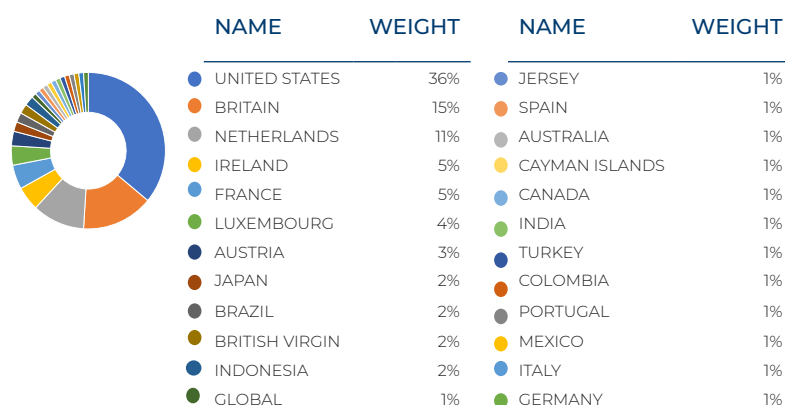 NAME WEIGHT NAME WEIGHT
UNITED STATES 36% JERSEY 1%
BRITAIN 15% SPAIN 1%
NETHERLANDS 11% AUSTRALIA 1%
IRELAND 5% CAYMAN ISLANDS 1%
FRANCE 5% CANADA 1%
LUXEMBOURG 4% INDIA 1%
AUSTRIA 3% TURKEY 1%
JAPAN 2% COLOMBIA 1%
BRAZIL 2% PORTUGAL 1%
BRITISH VIRGIN 2% MEXICO 1%
INDONESIA 2% ITALY 1%
GLOBAL 1% GERMANY 1%